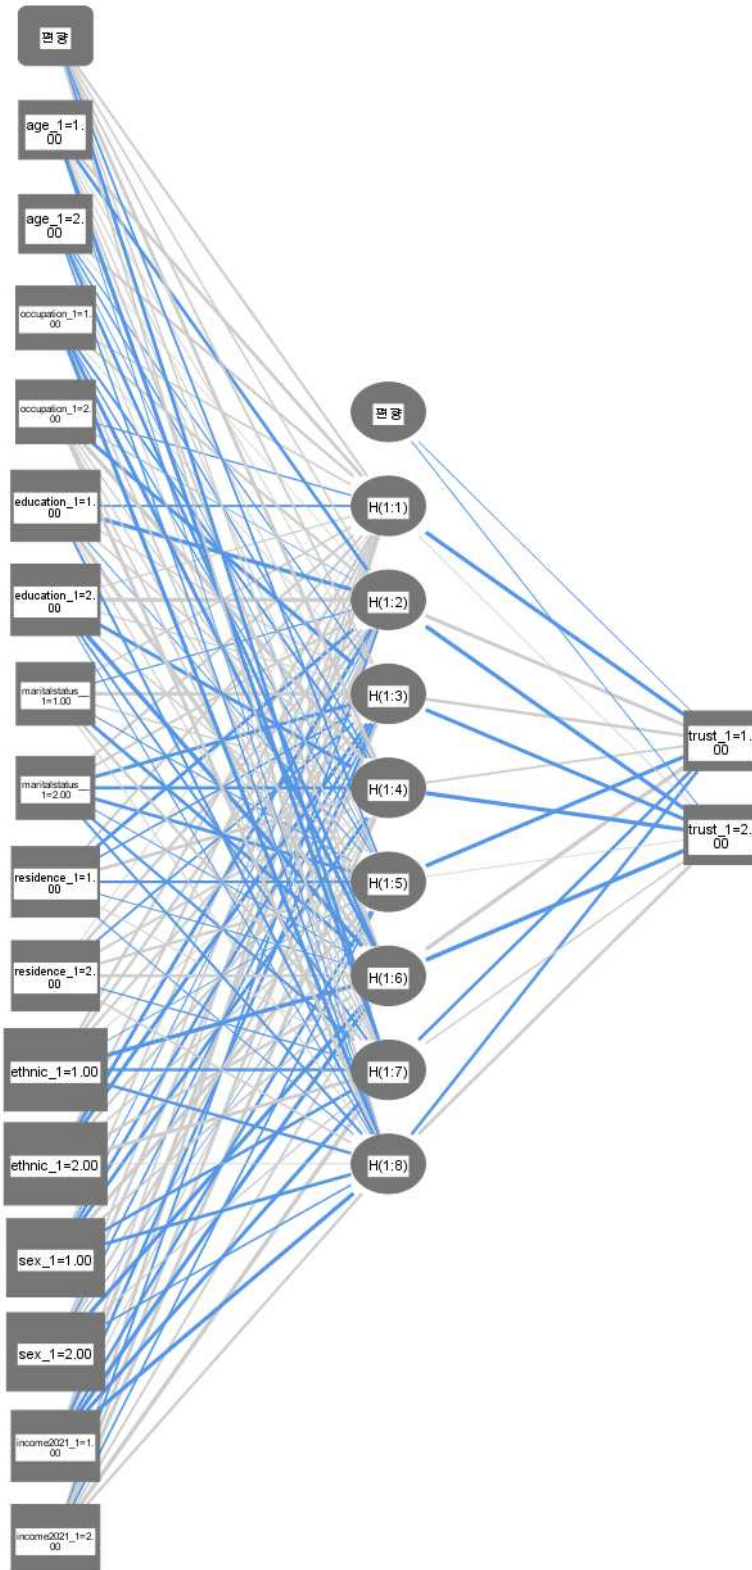 편향
age_1=1.
00
age_1=2.
00
occupation_1=1.
00
occupation_1=2.
00
education_1=1.
00
education_1=2.
00
maritalstatus_
1=1.00
maritalstatus_
1=2.00
residence_1=1.
00
residence_1=2.
00
ethnic_1=1.00
ethnic_1=2.00
sex_1=1.00
sex_1=2.00
income2021_1=1.
00
income2021_1=2.
00
편향
H(1:1)
H(1:2)
H(1:3)
H(1:4)
H(1:5)
H(1:6)
H(1:7)
H(1:8)
trust_1=1.
00
trust_1=2.
00